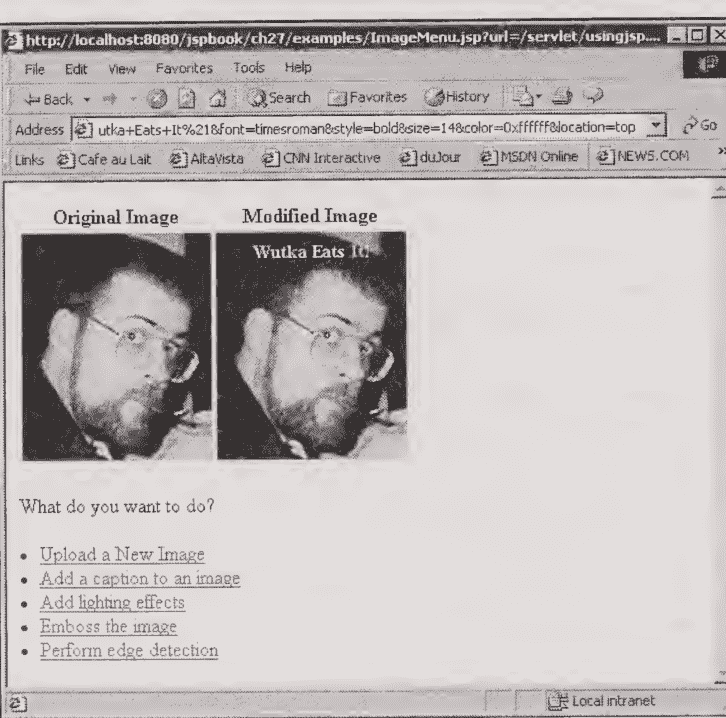 http://localhost:8080/jspbook/ch27/examples/ImageMenu.jsp?url=/servlet/usingjsp....
File Edit View Favorites Tools Help
Back Search Favorites History
Address utka+Eats+It%21&font=timesroman&style=bold&size=14&color=0xffffff&location=top Go
Links Cafe au Lait AltaVista CNN Interactive duJour MSDN Online NEWS.COM »
Original Image Modified Image
Wutka Eats It!
What do you want to do?
• Upload a New Image
• Add a caption to an image
• Add lighting effects
• Emboss the image
• Perform edge detection
Local intranet